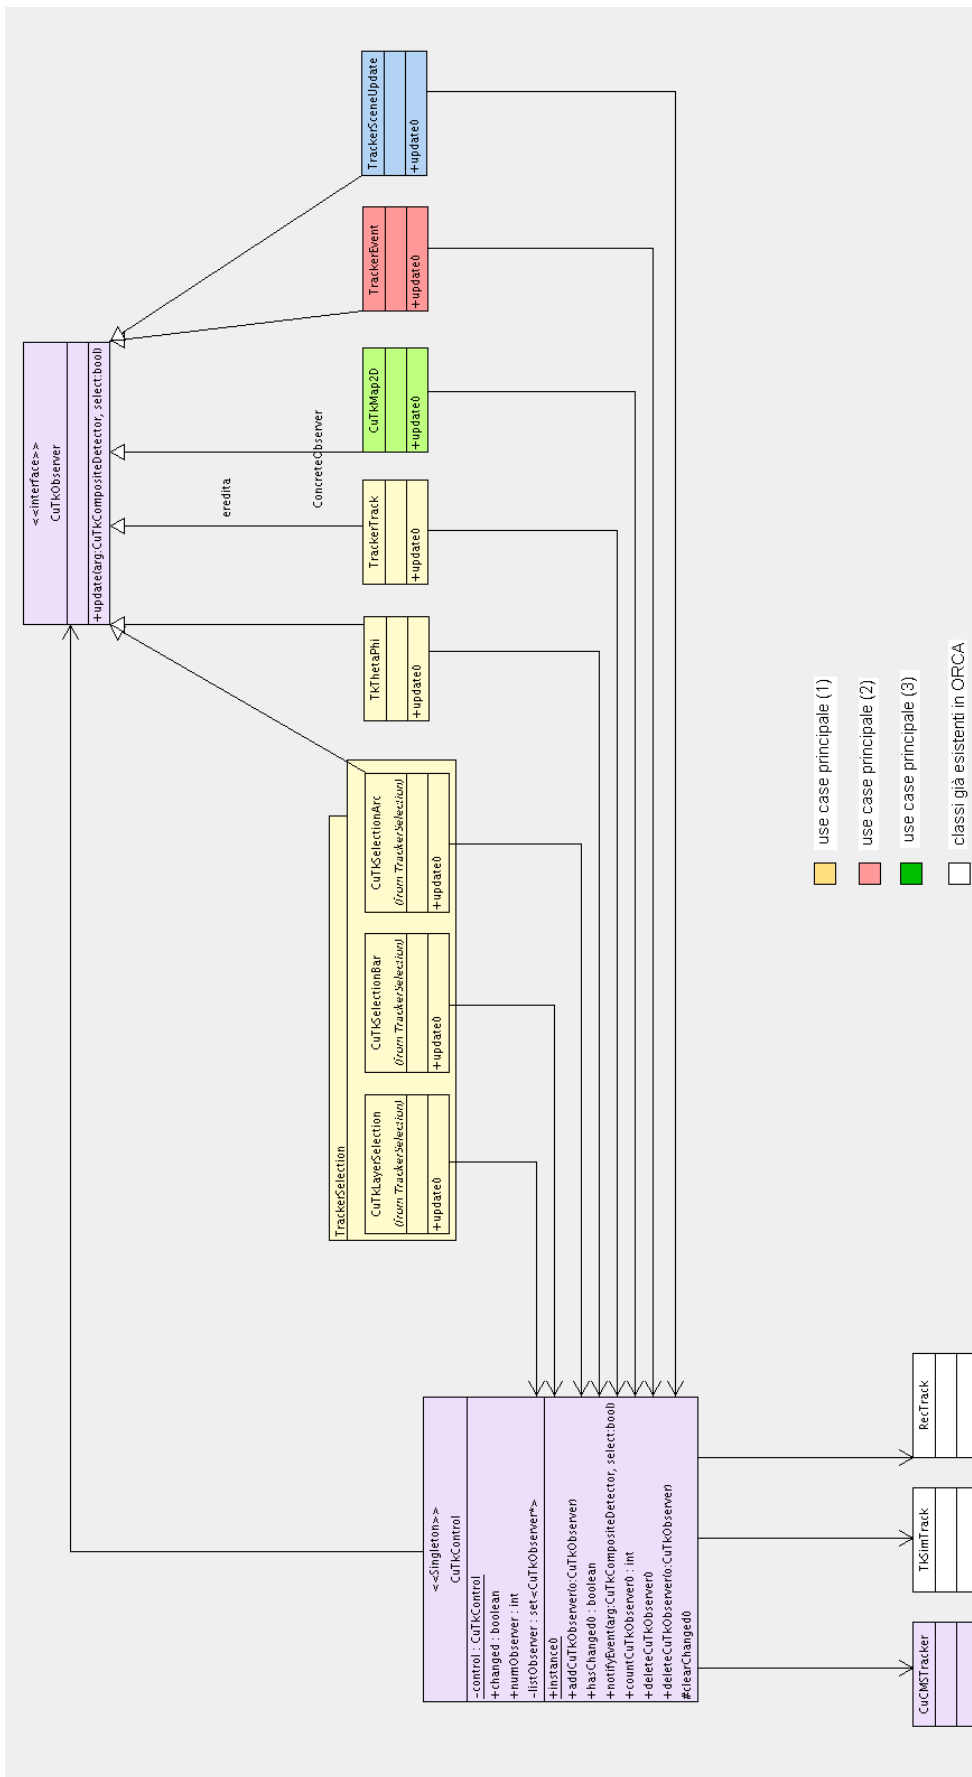 <<interface>>
CuTkObserver
+update(arg:CuTkCompositeDetector, select:bool)
eredita
ConcreteObserver
TrackerSelection
CuTkLayerSelection
(from TrackerSelection)
+update()
CuTkSelectionBar
(from TrackerSelection)
+update()
CuTkSelectionArc
(from TrackerSelection)
+update()
TkThetaPhi
+update()
TrackerTrack
+update()
CuTkMap2D
+update()
TrackerEvent
+update()
TrackerSceneUpdate
+update()
<<Singleton>>
CuTkControl
-control : CuTkControl
+changed : boolean
+numObserver : int
-listObserver : set<CuTkObserver*>
+instance()
+addCuTkObserver(o:CuTkObserver)
+hasChanged() : boolean
+notifyEvent(arg:CuTkCompositeDetector, select:bool)
+countCuTkObserver() : int
+deleteCuTkObserver()
+deleteCuTkObserver(o:CuTkObserver)
#clearChanged()
use case principale (1)
use case principale (2)
use case principale (3)
classi già esistenti in ORCA
CuCMSTracker
TkSimTrack
RecTrack